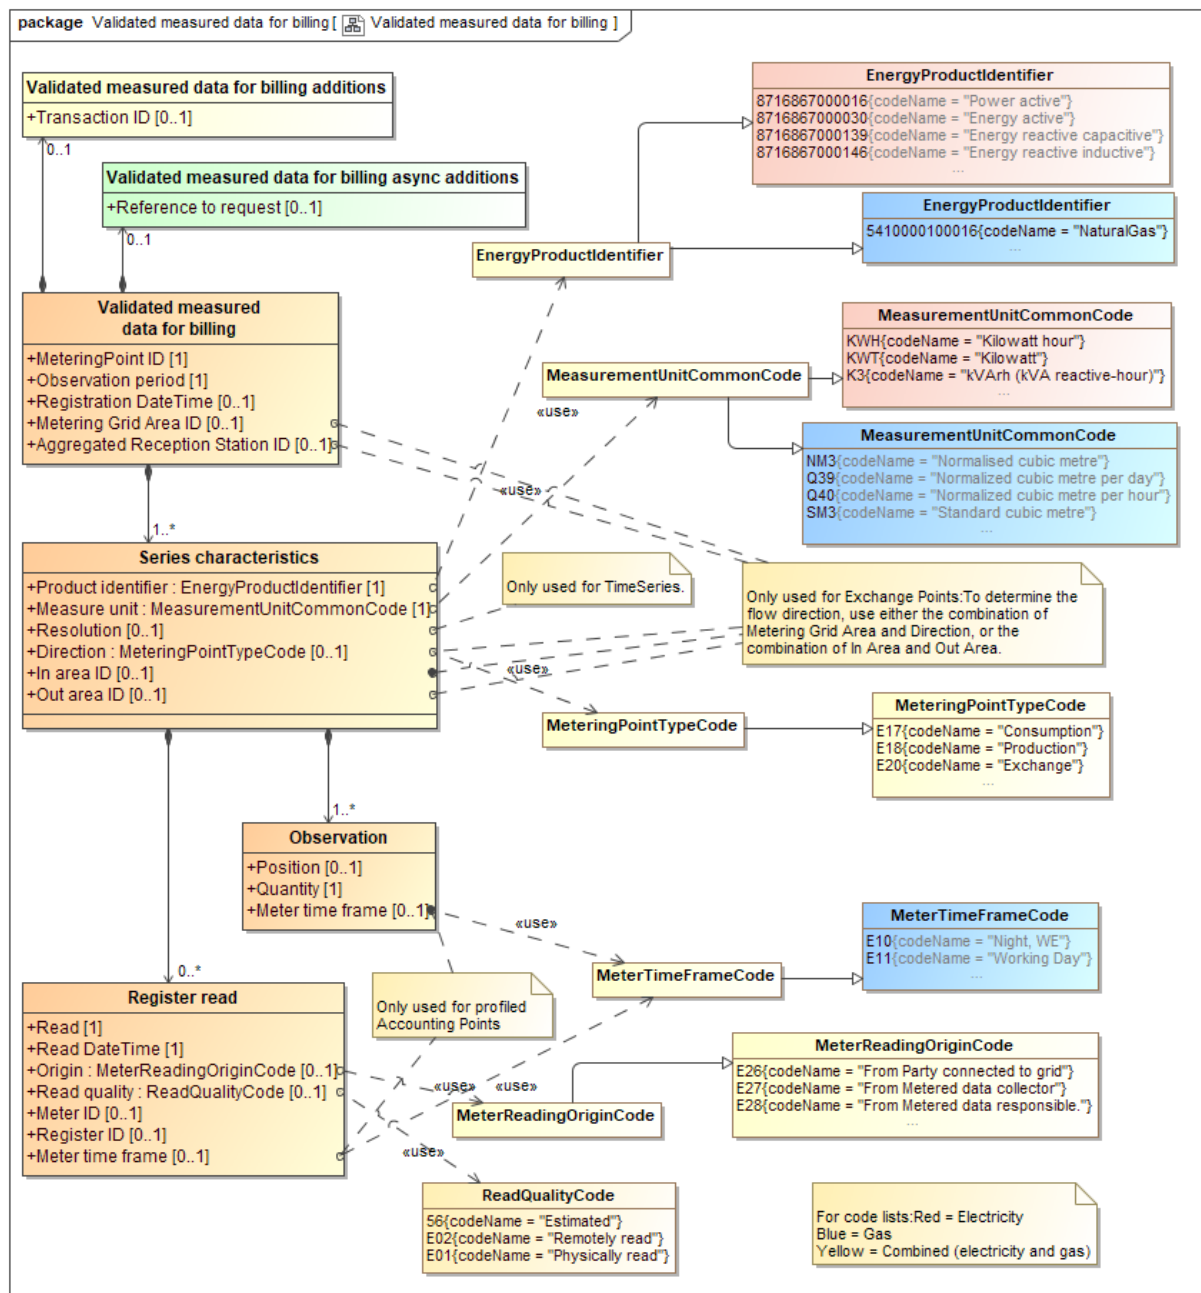 package Validated measured data for billing [ Validated measured data for billing ]
Validated measured data for billing additions
+Transaction ID [0..1]
0..1
Validated measured data for billing async additions
+Reference to request [0..1]
0..1
Validated measured
data for billing
+MeteringPoint ID [1]
+Observation period [1]
+Registration DateTime [0..1]
+Metering Grid Area ID [0..1]
+Aggregated Reception Station ID [0..1]
1..*
Series characteristics
+Product identifier : EnergyProductIdentifier [1]
+Measure unit : MeasurementUnitCommonCode [1]
+Resolution [0..1]
+Direction : MeteringPointTypeCode [0..1]
+In area ID [0..1]
+Out area ID [0..1]
1..*
Observation
+Position [0..1]
+Quantity [1]
+Meter time frame [0..1]
0..*
Register read
+Read [1]
+Read DateTime [1]
+Origin : MeterReadingOriginCode [0..1]
+Read quality : ReadQualityCode [0..1]
+Meter ID [0..1]
+Register ID [0..1]
+Meter time frame [0..1]
EnergyProductIdentifier
EnergyProductIdentifier
8716867000016{codeName = "Power active"}
8716867000030{codeName = "Energy active"}
8716867000139{codeName = "Energy reactive capacitive"}
8716867000146{codeName = "Energy reactive inductive"}
...
EnergyProductIdentifier
5410000100016{codeName = "NaturalGas"}
...
MeasurementUnitCommonCode
«use»
MeasurementUnitCommonCode
KWH{codeName = "Kilowatt hour"}
KWT{codeName = "Kilowatt"}
K3{codeName = "kVArh (kVA reactive-hour)"}
...
MeasurementUnitCommonCode
NM3{codeName = "Normalised cubic metre"}
Q39{codeName = "Normalized cubic metre per day"}
Q40{codeName = "Normalized cubic metre per hour"}
SM3{codeName = "Standard cubic metre"}
...
«use»
Only used for TimeSeries.
Only used for Exchange Points:To determine the
flow direction, use either the combination of
Metering Grid Area and Direction, or the
combination of In Area and Out Area.
«use»
MeteringPointTypeCode
MeteringPointTypeCode
E17{codeName = "Consumption"}
E18{codeName = "Production"}
E20{codeName = "Exchange"}
...
«use»
MeterTimeFrameCode
MeterTimeFrameCode
E10{codeName = "Night, WE"}
E11{codeName = "Working Day"}
...
Only used for profiled
Accounting Points
«use»
«use»
MeterReadingOriginCode
MeterReadingOriginCode
E26{codeName = "From Party connected to grid"}
E27{codeName = "From Metered data collector"}
E28{codeName = "From Metered data responsible."}
...
«use»
ReadQualityCode
56{codeName = "Estimated"}
E02{codeName = "Remotely read"}
E01{codeName = "Physically read"}
For code lists:Red = Electricity
Blue = Gas
Yellow = Combined (electricity and gas)